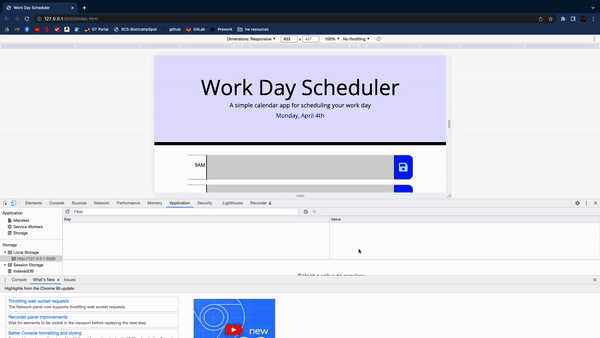 Work Day Scheduler
127.0.0.1:5500/index.html
GT Portal BCS-BootcampSpot github GitLab Prework hw resources
Dimensions: Responsive 933 × 437 100% No throttling
Work Day Scheduler
A simple calendar app for scheduling your work day
Monday, April 4th
9AM
Elements Console Sources Network Performance Memory Application Security Lighthouse Recorder
Application
Filter
Manifest
Service Workers
Storage
Key Value
Storage
Local Storage
http://127.0.0.1:5500
Session Storage
IndexedDB
Select a value to preview
Console What's New Issues
Highlights from the Chrome 99 update
Throttling web socket requests
The Network panel now supports throttling web socket requests.
Recorder panel improvements
Wait for elements to be visible in the viewport before replaying the next step
Better Console formatting and styling
new